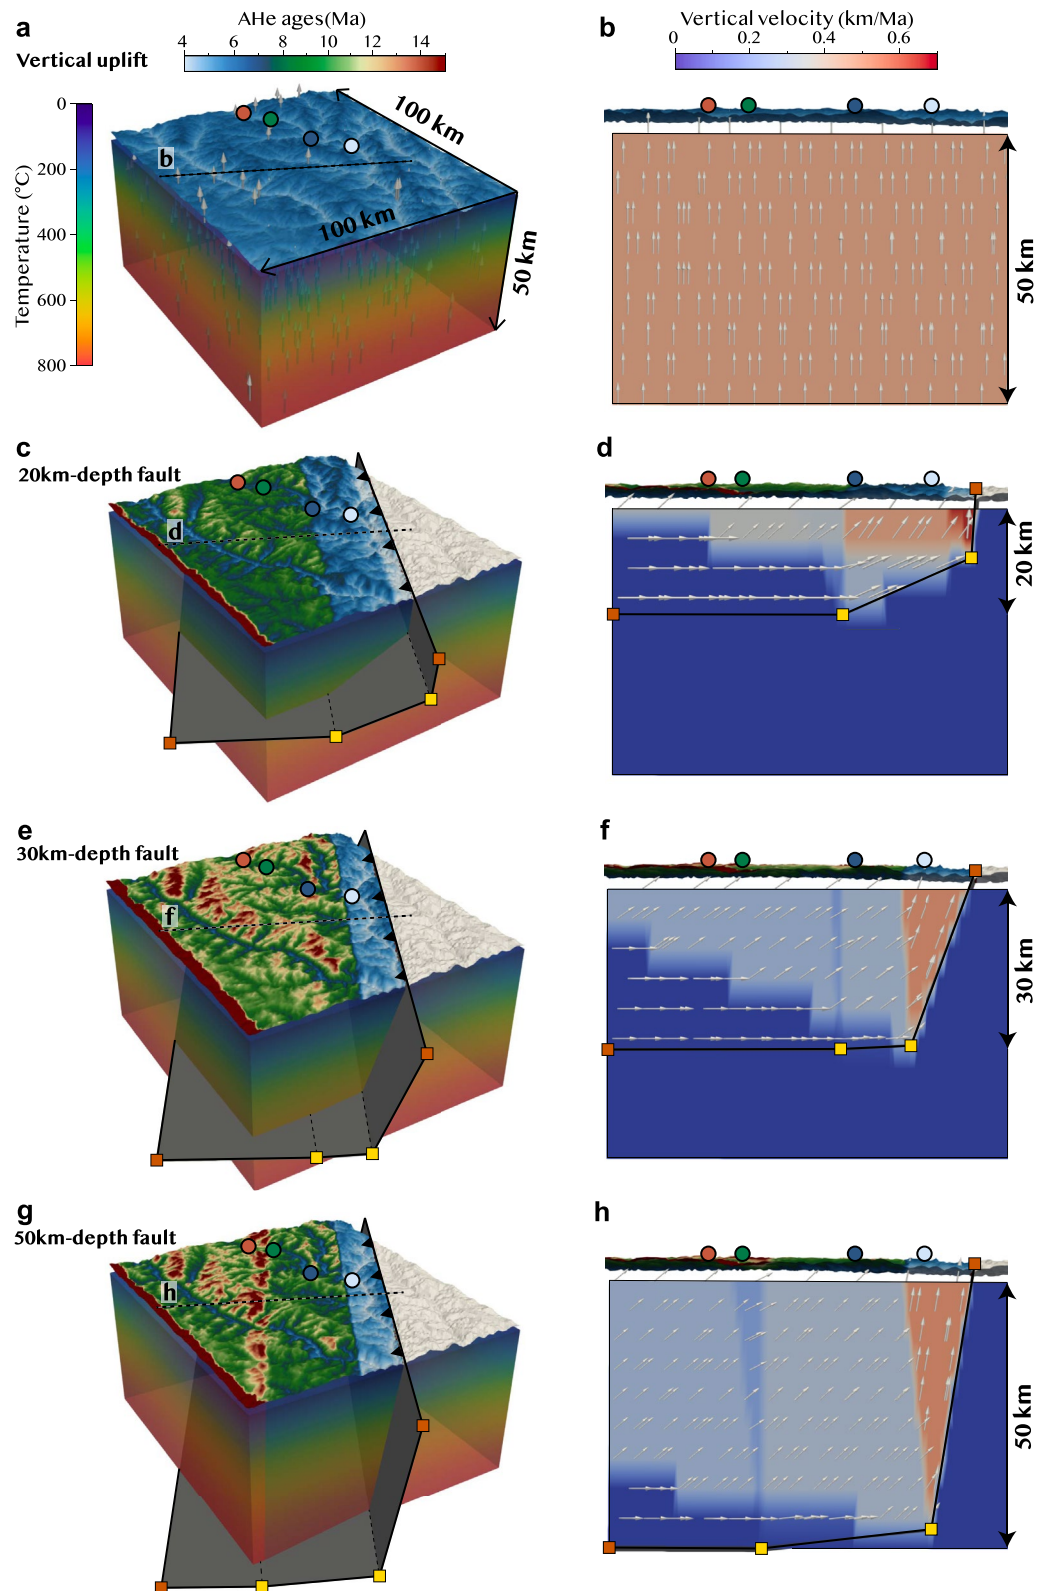 a
AHe ages(Ma)
4 6 8 10 12 14
Vertical uplift
b
Vertical velocity (km/Ma)
0 0.2 0.4 0.6
Temperature (°C)
0
200
400
600
800
b
100 km
100 km
50 km
50 km
c
20km-depth fault
d
d
20 km
e
30km-depth fault
f
f
30 km
g
50km-depth fault
h
h
50 km